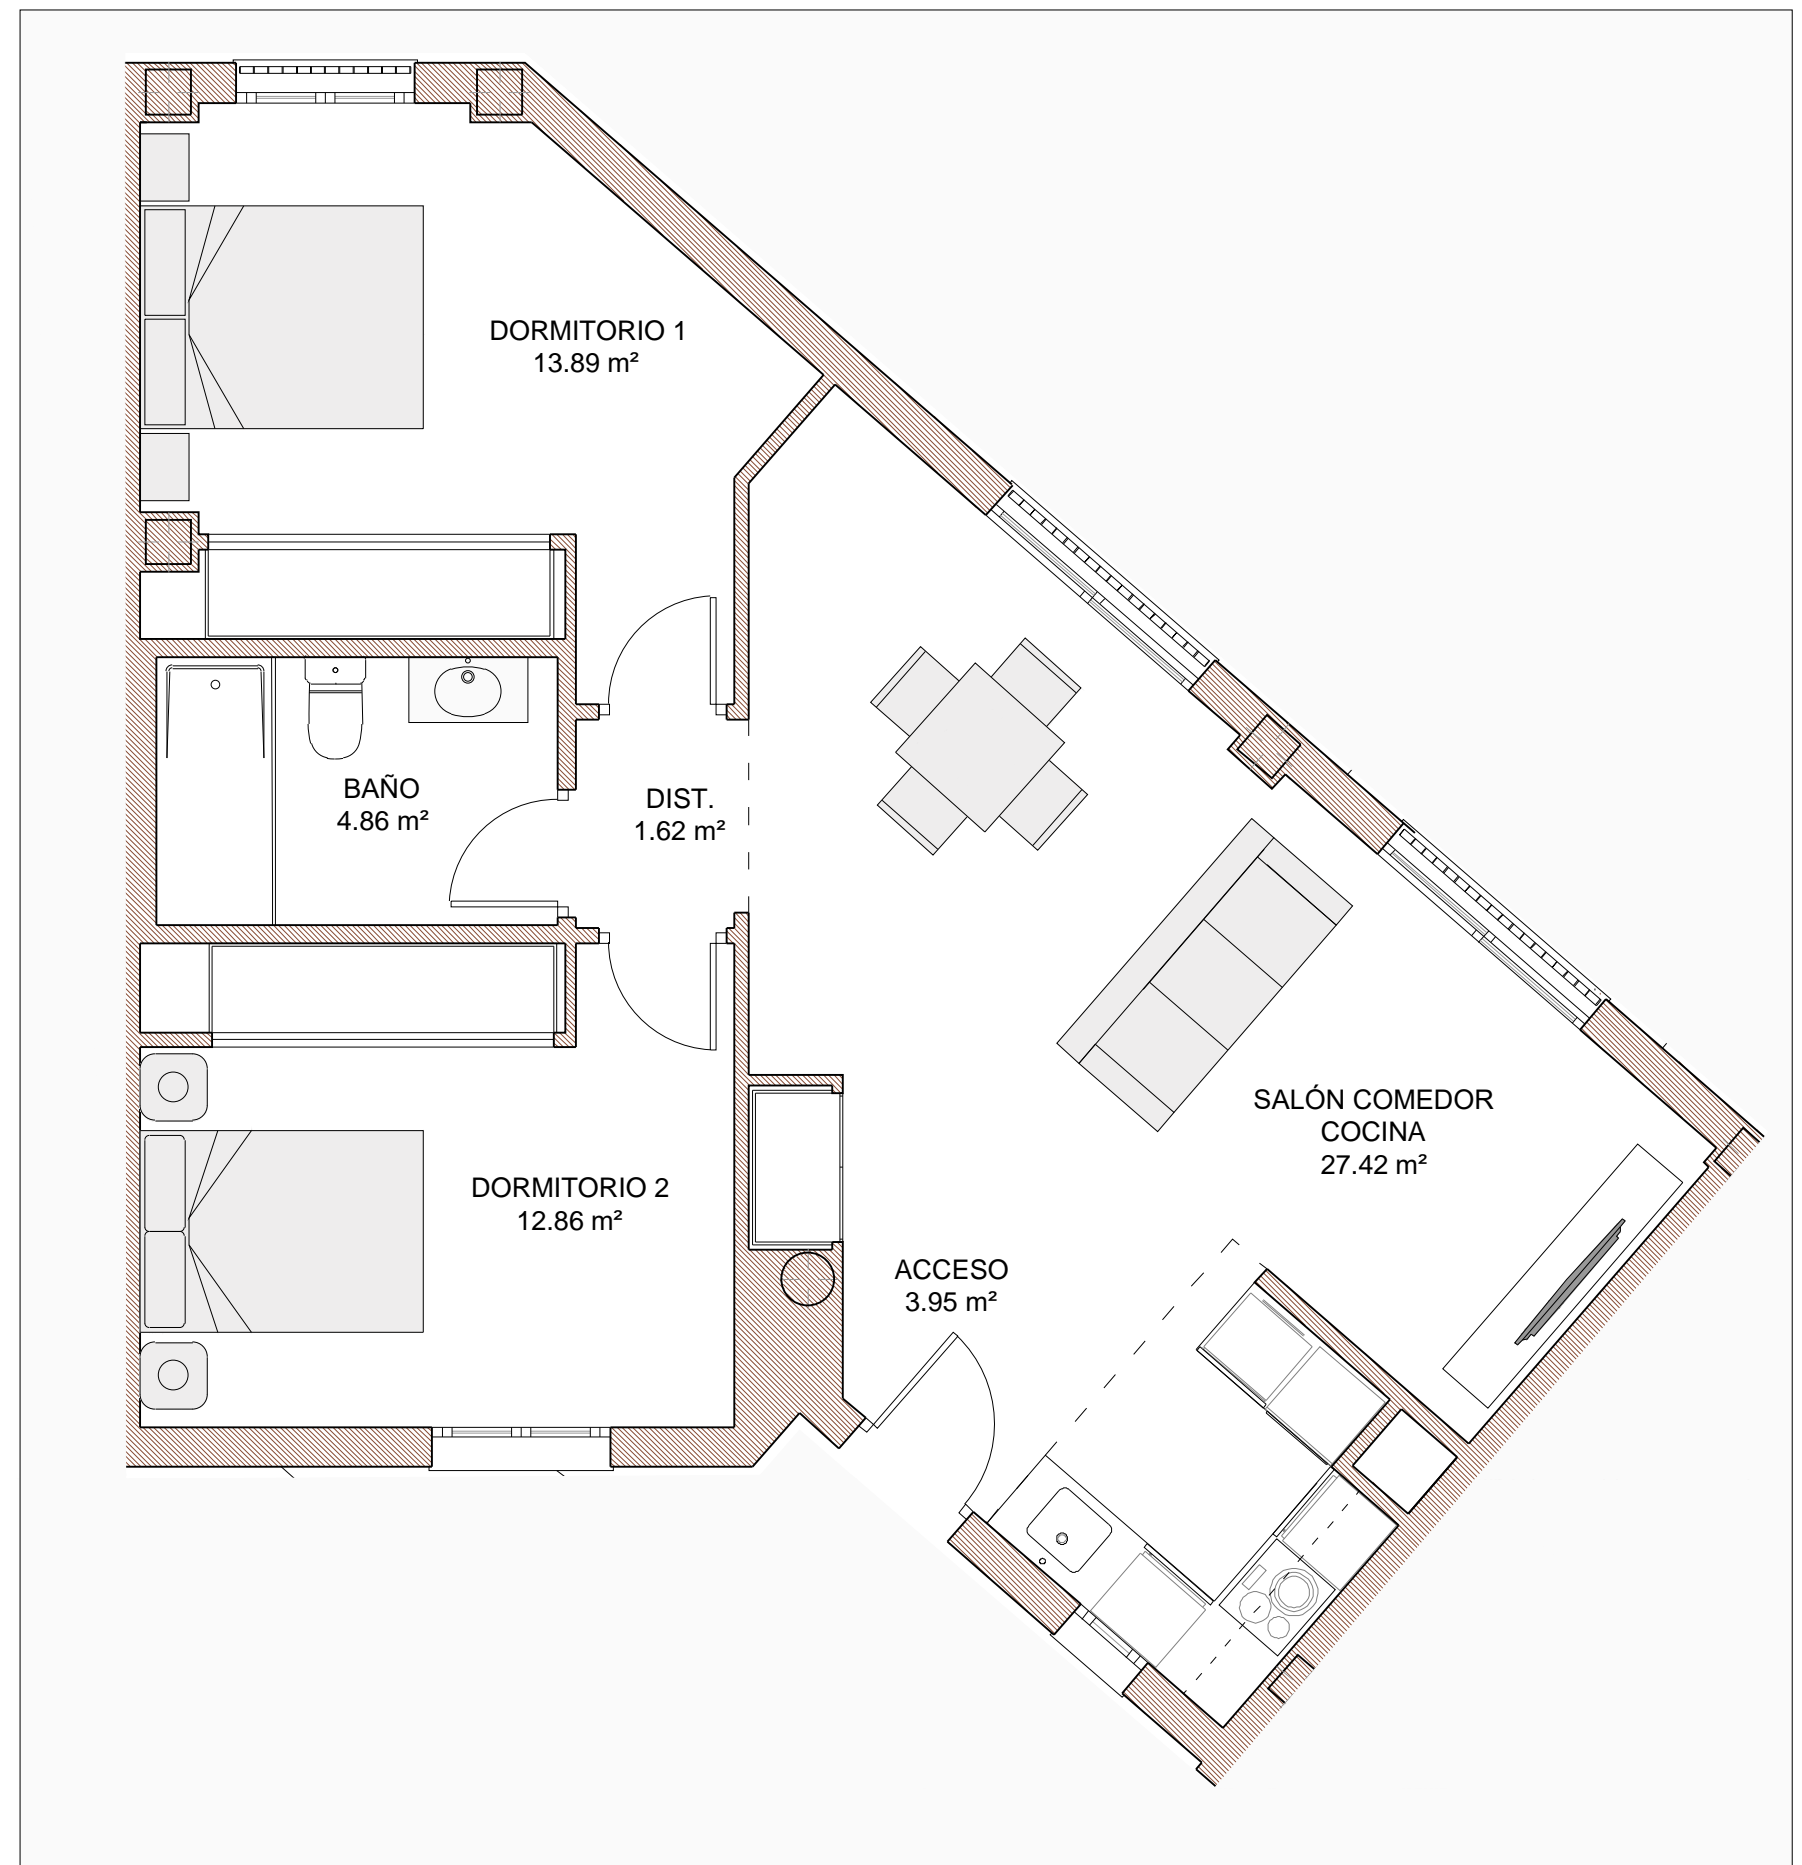 DORMITORIO 1
13.89 m²
BAÑO
4.86 m²
DIST.
1.62 m²
SALÓN COMEDOR
COCINA
27.42 m²
DORMITORIO 2
12.86 m²
ACCESO
3.95 m²